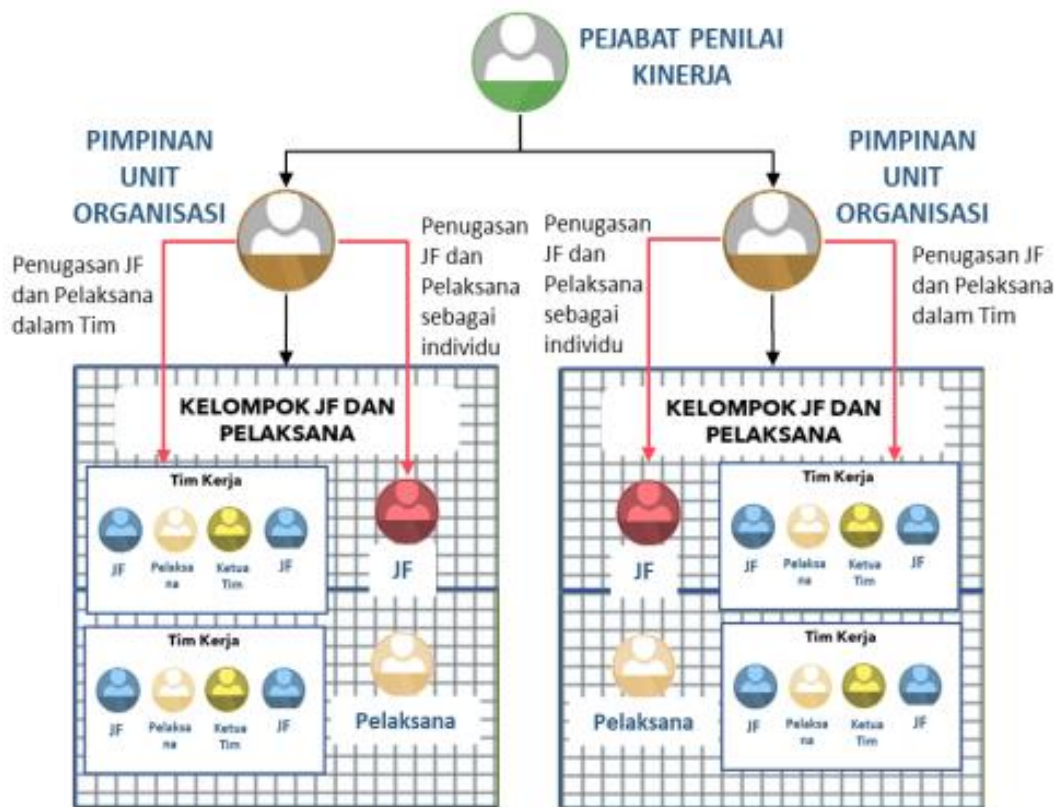 PEJABAT PENILAI
KINERJA
PIMPINAN
UNIT
ORGANISASI
PIMPINAN
UNIT
ORGANISASI
Penugasan JF
dan Pelaksana
dalam Tim
Penugasan
JF dan
Pelaksana
sebagai
individu
Penugasan
JF dan
Pelaksana
sebagai
individu
Penugasan JF
dan Pelaksana
dalam Tim
KELOMPOK JF DAN
PELAKSANA
Tim Kerja
JF
Pelaksa
na
Ketua
Tim
JF
JF
Tim Kerja
JF
Pelaksa
na
Ketua
Tim
JF
Pelaksana
KELOMPOK JF DAN
PELAKSANA
JF
Tim Kerja
JF
Pelaksa
na
Ketua
Tim
JF
Pelaksana
Tim Kerja
JF
Pelaksa
na
Ketua
Tim
JF